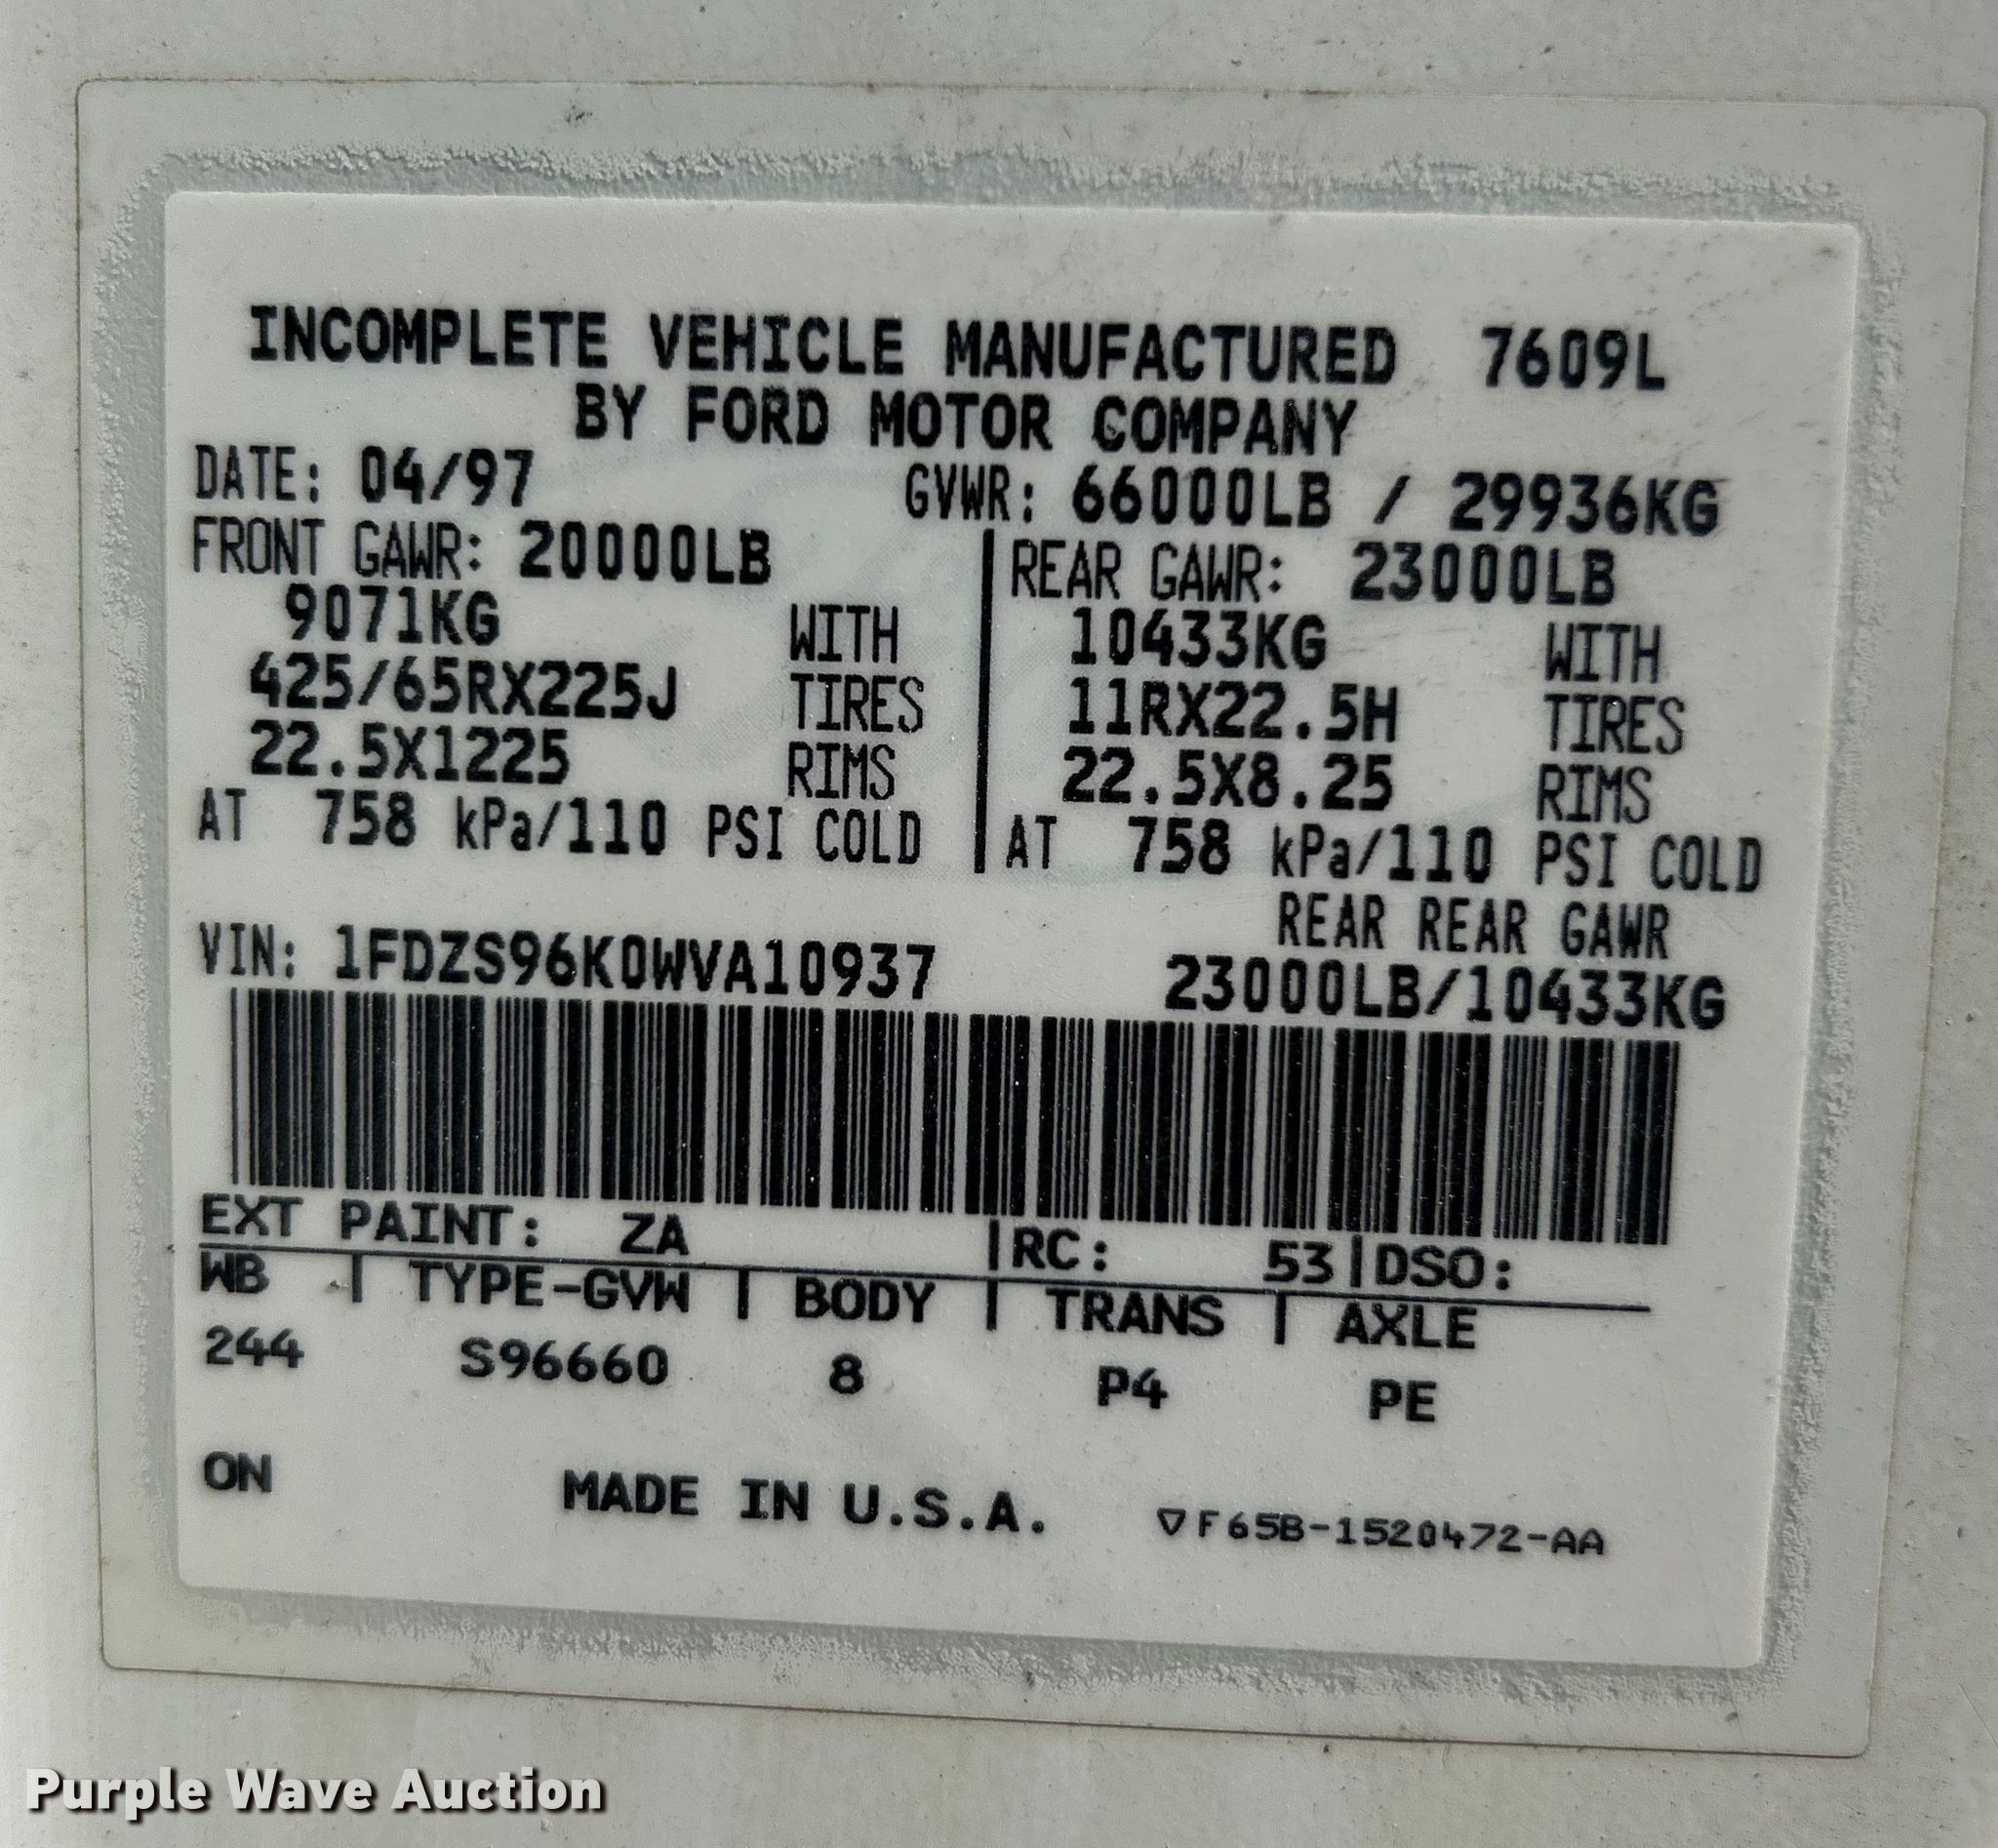 INCOMPLETE VEHICLE MANUFACTURED 7609L
BY FORD MOTOR COMPANY
DATE: 04/97 GVWR: 66000LB / 29936KG
FRONT GAWR: 20000LB REAR GAWR: 23000LB
9071KG WITH 10433KG WITH
425/65RX225J TIRES 11RX22.5H TIRES
22.5X1225 RIMS 22.5X8.25 RIMS
AT 758 kPa/110 PSI COLD AT 758 kPa/110 PSI COLD
REAR REAR GAWR
VIN: 1FDZS96K0WVA10937 23000LB/10433KG
EXT PAINT: ZA |RC: 53|DSO:
WB | TYPE-GVW | BODY | TRANS | AXLE
244 S96660 8 P4 PE
ON MADE IN U.S.A. ▽F65B-1520472-AA
Purple Wave Auction